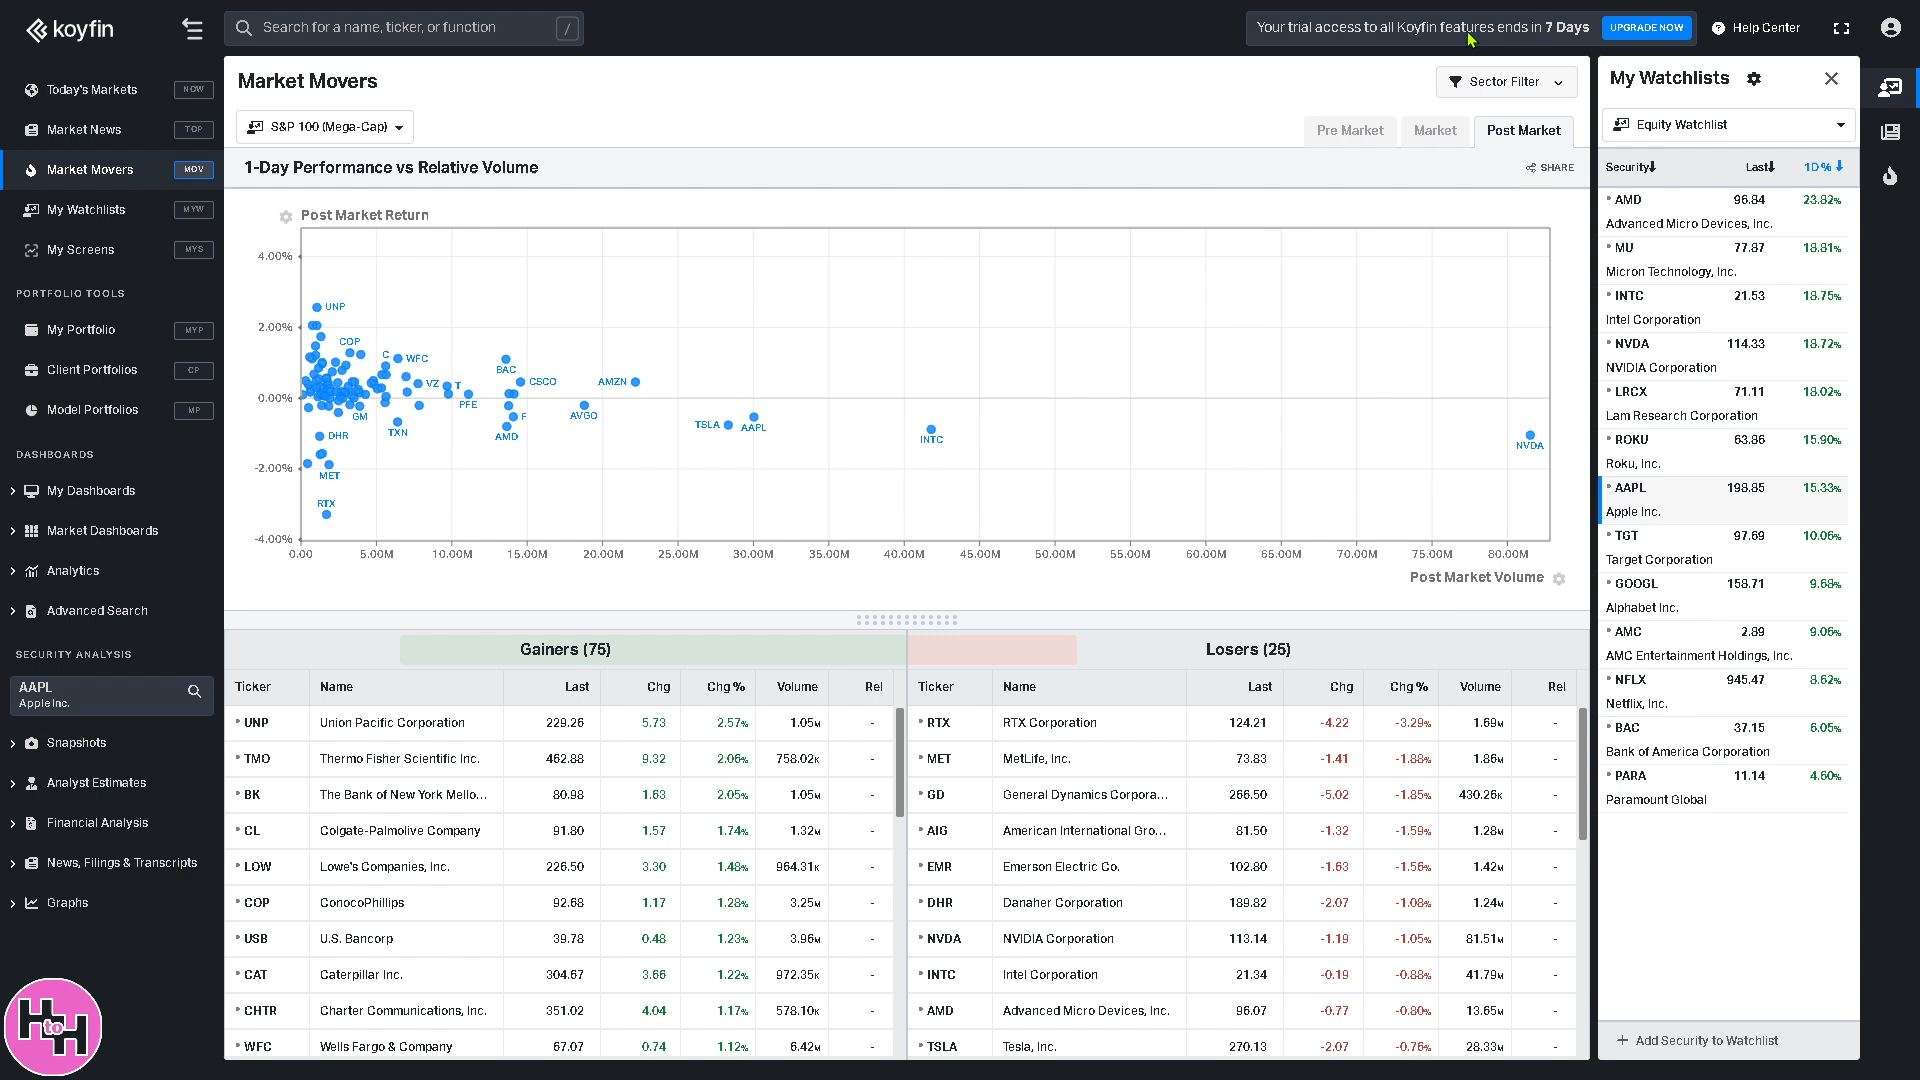 koyfin
Search for a name, ticker, or function /
Your trial access to all Koyfin features ends in 7 Days UPGRADE NOW Help Center
Today's Markets NOW
Market News TOP
Market Movers MOV
My Watchlists MYW
My Screens MYS
PORTFOLIO TOOLS
My Portfolio MYP
Client Portfolios CP
Model Portfolios MP
DASHBOARDS
My Dashboards
Market Dashboards
Analytics
Advanced Search
SECURITY ANALYSIS
AAPL
Apple Inc.
Snapshots
Analyst Estimates
Financial Analysis
News, Filings & Transcripts
Graphs
H to H
Market Movers
Sector Filter
S&P 100 (Mega-Cap)
Pre Market Market Post Market
1-Day Performance vs Relative Volume
SHARE
Post Market Return
4.00%
2.00%
0.00%
-2.00%
-4.00%
UNP
COP
C
WFC
BAC
CSCO
AMZN
VZ
T
PFE
GM
TXN
F
AMD
AVGO
TSLA
AAPL
INTC
NVDA
DHR
MET
RTX
0.00 5.00M 10.00M 15.00M 20.00M 25.00M 30.00M 35.00M 40.00M 45.00M 50.00M 55.00M 60.00M 65.00M 70.00M 75.00M 80.00M
Post Market Volume
Gainers (75)
Ticker Name Last Chg Chg % Volume Rel
UNP Union Pacific Corporation 229.26 5.73 2.57% 1.05M -
TMO Thermo Fisher Scientific Inc. 462.88 9.32 2.06% 758.02K -
BK The Bank of New York Mello... 80.98 1.63 2.05% 1.05M -
CL Colgate-Palmolive Company 91.80 1.57 1.74% 1.32M -
LOW Lowe's Companies, Inc. 226.50 3.30 1.48% 964.31K -
COP ConocoPhillips 92.68 1.17 1.28% 3.25M -
USB U.S. Bancorp 39.78 0.48 1.23% 3.96M -
CAT Caterpillar Inc. 304.67 3.66 1.22% 972.35K -
CHTR Charter Communications, Inc. 351.02 4.04 1.17% 578.10K -
WFC Wells Fargo & Company 67.07 0.74 1.12% 6.42M -
Losers (25)
Ticker Name Last Chg Chg % Volume Rel
RTX RTX Corporation 124.21 -4.22 -3.29% 1.69M -
MET MetLife, Inc. 73.83 -1.41 -1.88% 1.86M -
GD General Dynamics Corpora... 266.50 -5.02 -1.85% 430.26K -
AIG American International Gro... 81.50 -1.32 -1.59% 1.28M -
EMR Emerson Electric Co. 102.80 -1.63 -1.56% 1.42M -
DHR Danaher Corporation 189.82 -2.07 -1.08% 1.24M -
NVDA NVIDIA Corporation 113.14 -1.19 -1.05% 81.51M -
INTC Intel Corporation 21.34 -0.19 -0.88% 41.79M -
AMD Advanced Micro Devices, Inc. 96.07 -0.77 -0.80% 13.65M -
TSLA Tesla, Inc. 270.13 -2.07 -0.76% 28.33M -
My Watchlists
Equity Watchlist
Security Last 1D %
AMD 96.84 23.82%
Advanced Micro Devices, Inc.
MU 77.87 18.81%
Micron Technology, Inc.
INTC 21.53 18.75%
Intel Corporation
NVDA 114.33 18.72%
NVIDIA Corporation
LRCX 71.11 18.02%
Lam Research Corporation
ROKU 63.86 15.90%
Roku, Inc.
AAPL 198.85 15.33%
Apple Inc.
TGT 97.69 10.06%
Target Corporation
GOOGL 158.71 9.68%
Alphabet Inc.
AMC 2.89 9.06%
AMC Entertainment Holdings, Inc.
NFLX 945.47 8.62%
Netflix, Inc.
BAC 37.15 6.05%
Bank of America Corporation
PARA 11.14 4.60%
Paramount Global
+ Add Security to Watchlist